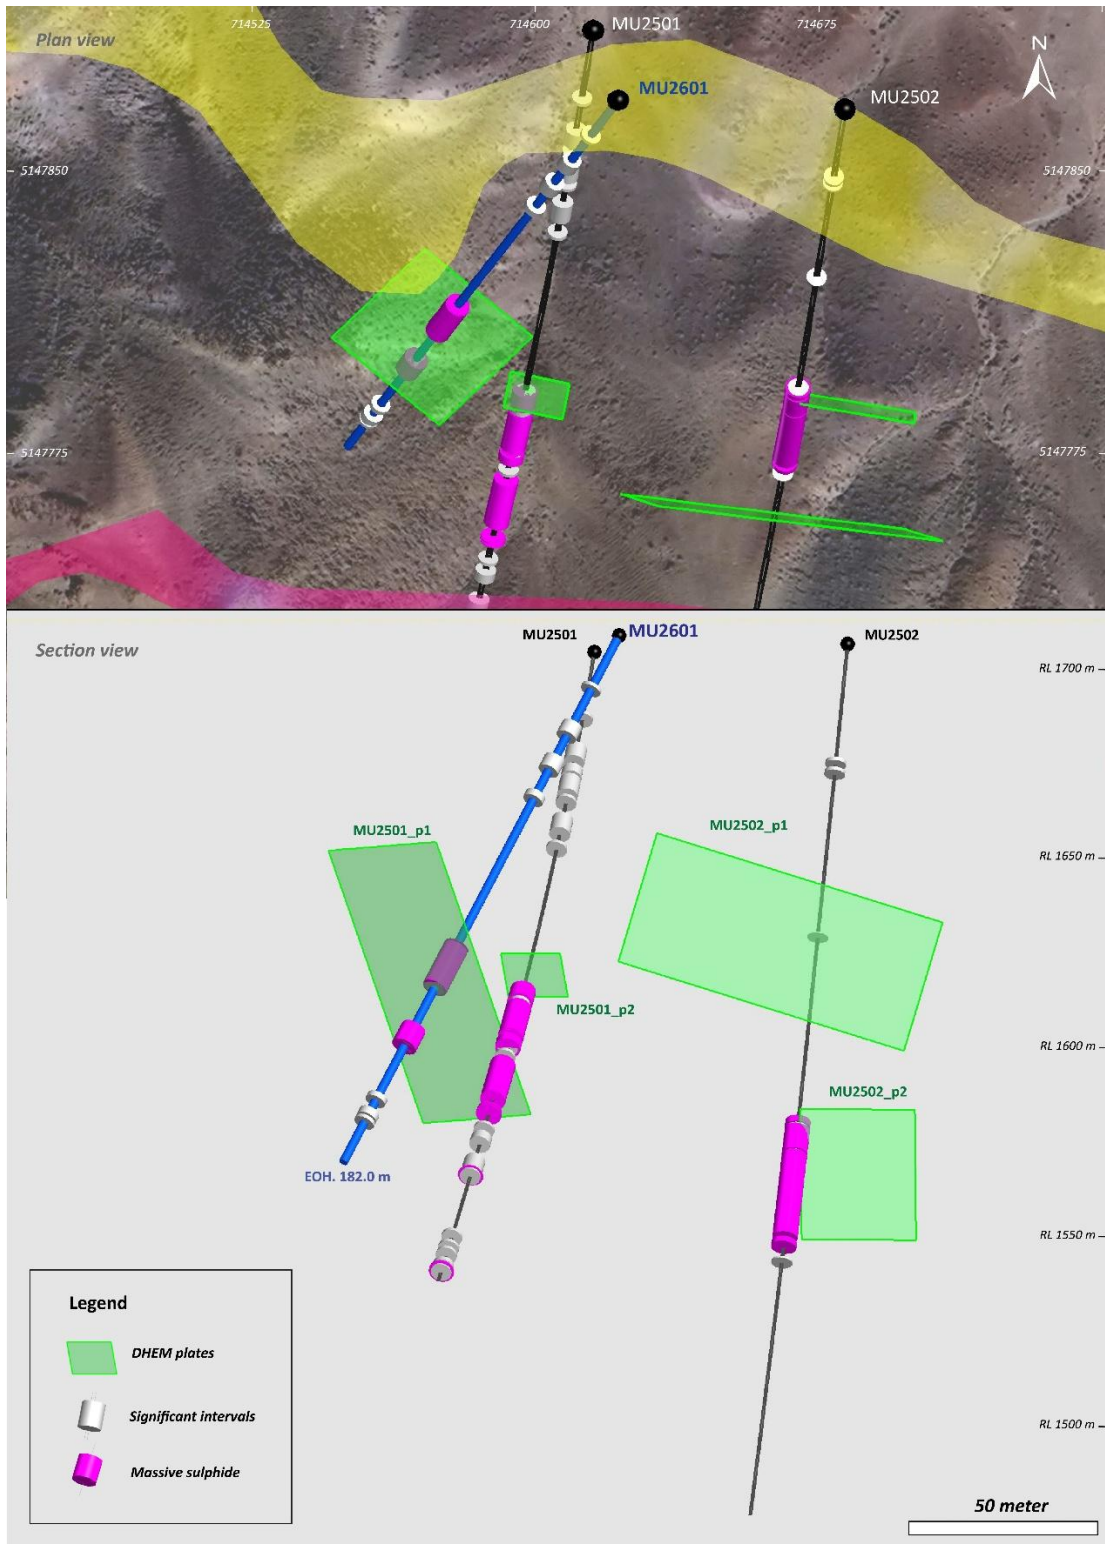 714525
714600
714675
Plan view
MU2501
N
MU2601
MU2502
5147850
5147850
5147775
5147775
Section view
MU2501
MU2601
MU2502
RL 1700 m
MU2501_p1
MU2502_p1
RL 1650 m
MU2501_p2
RL 1600 m
MU2502_p2
EOH. 182.0 m
RL 1550 m
Legend
DHEM plates
Significant intervals
Massive sulphide
RL 1500 m
50 meter